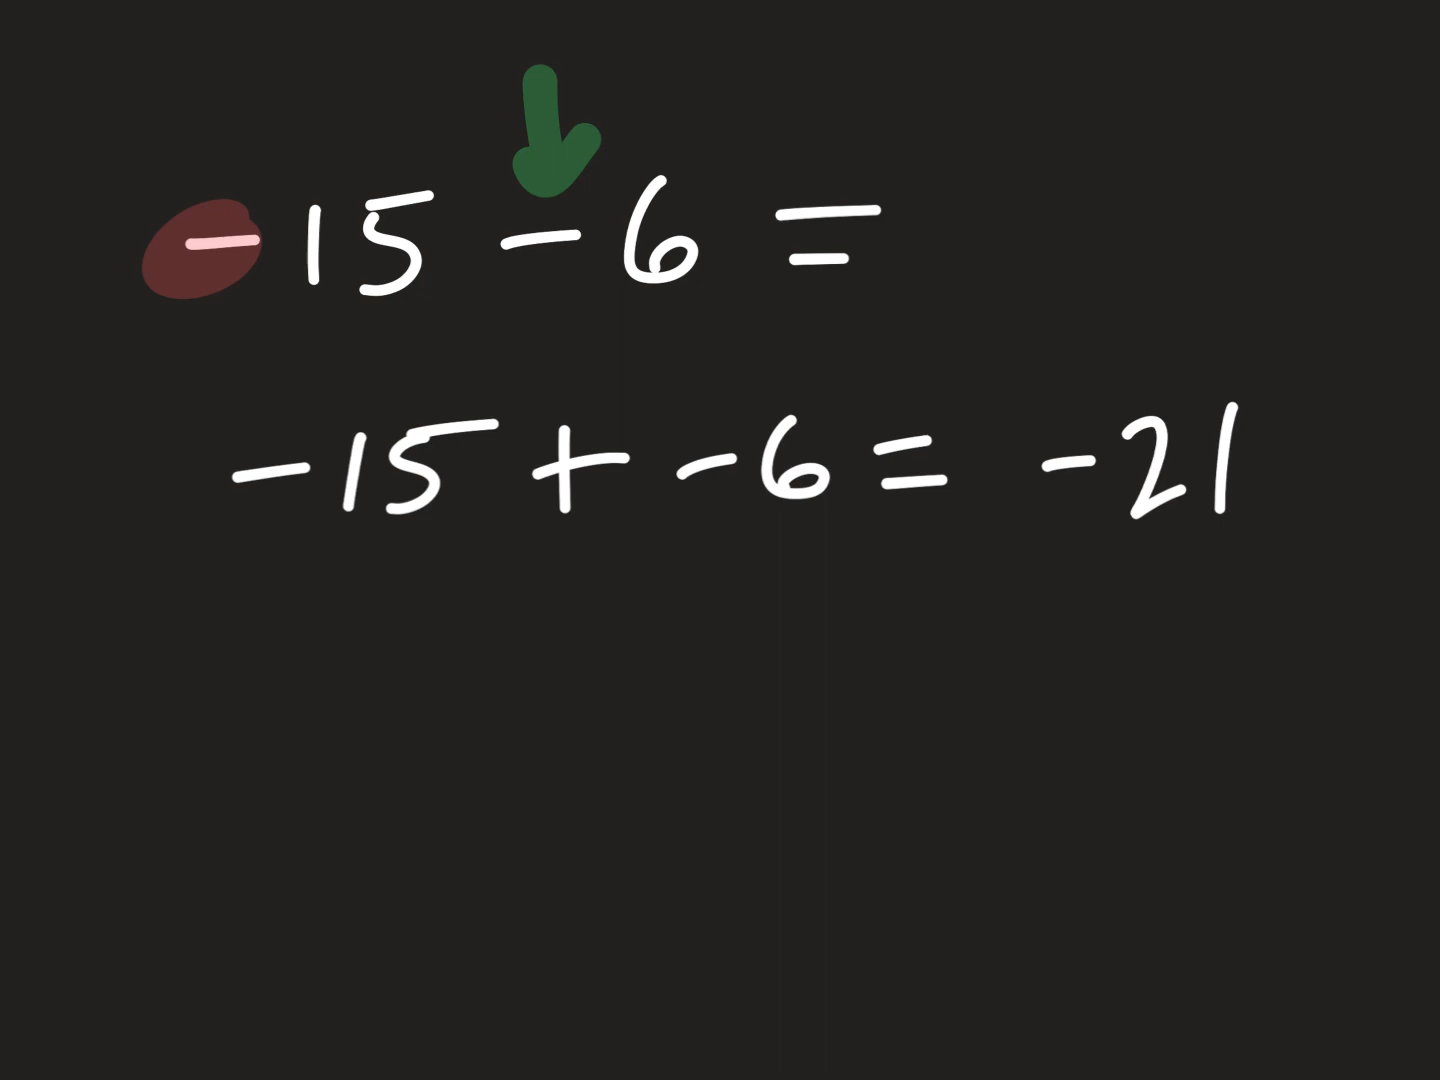 -15 - 6 =
-15 + -6 = -21